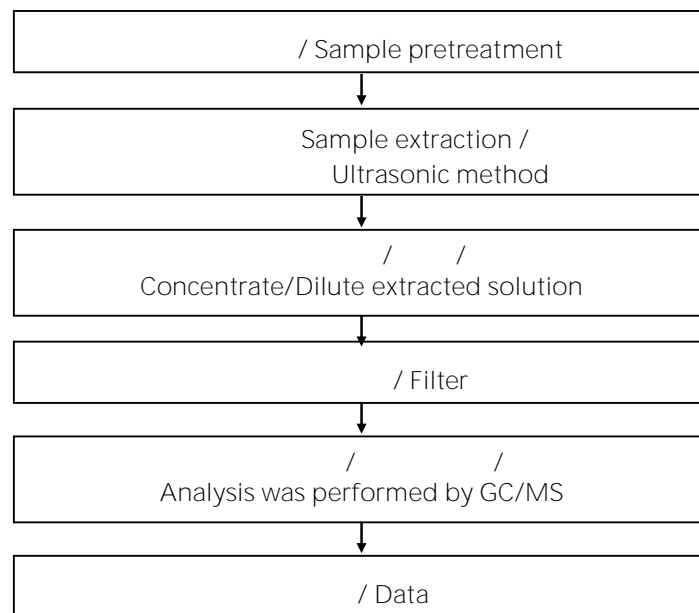 / Sample pretreatment
Sample extraction /
Ultrasonic method
/ /
Concentrate/Dilute extracted solution
/ Filter
/ /
Analysis was performed by GC/MS
/ Data